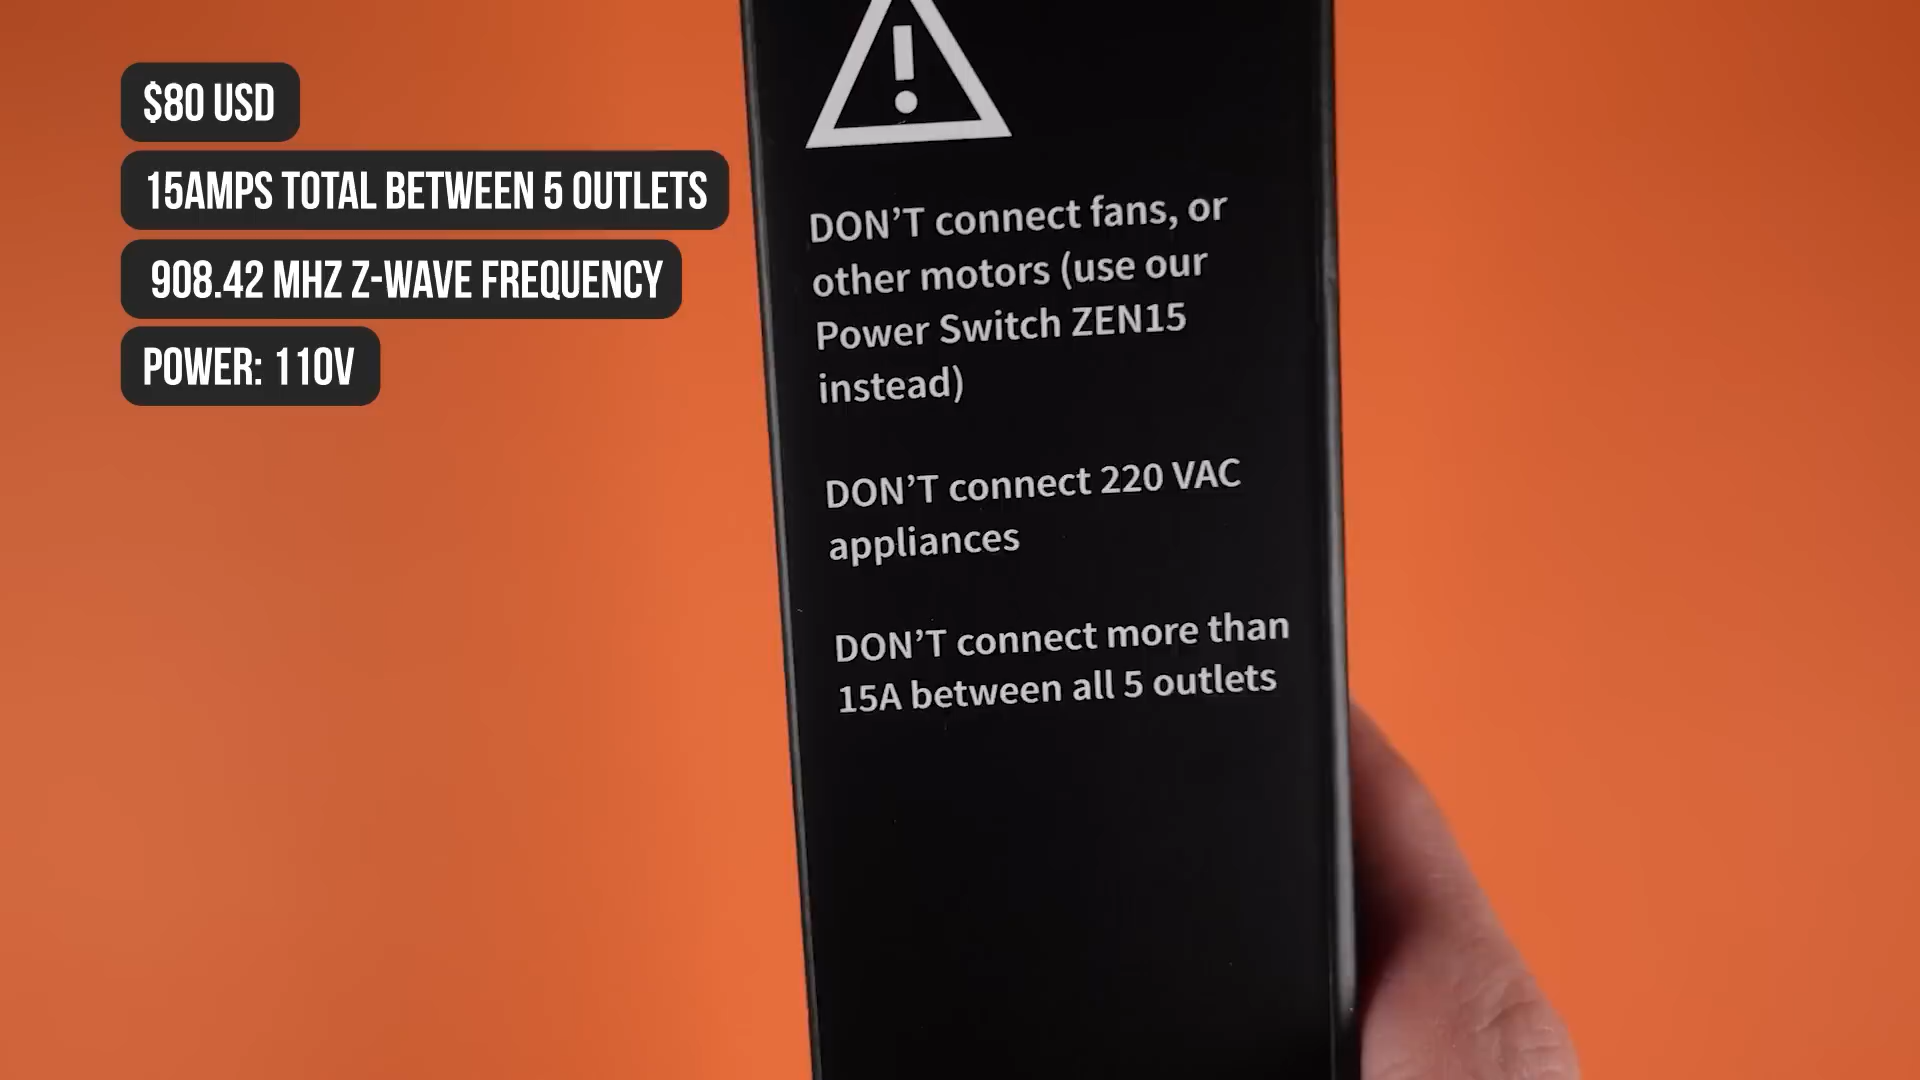 $80 USD
15AMPS TOTAL BETWEEN 5 OUTLETS
908.42 MHZ Z-WAVE FREQUENCY
POWER: 110V
DON'T connect fans, or
other motors (use our
Power Switch ZEN15
instead)
DON'T connect 220 VAC
appliances
DON'T connect more than
15A between all 5 outlets